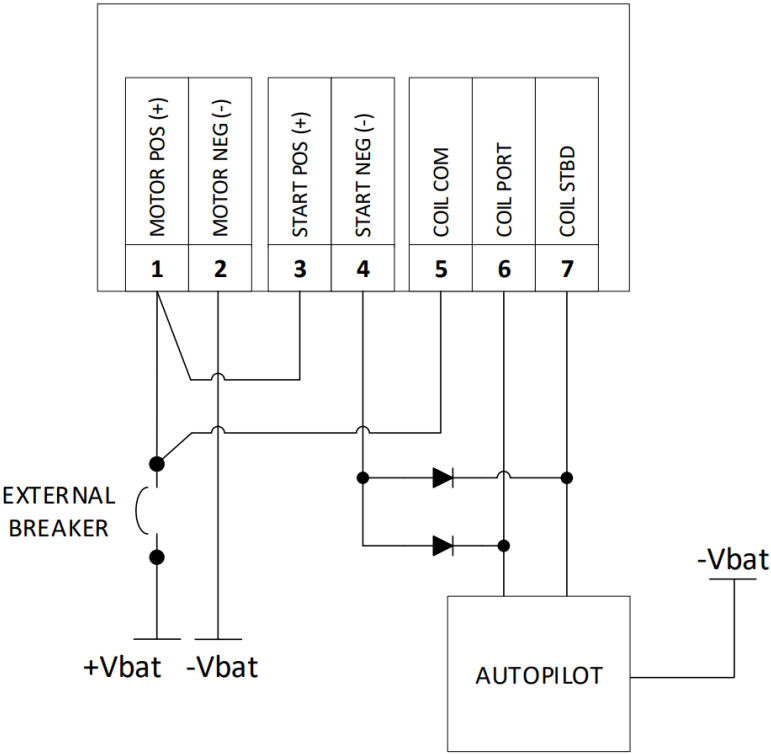 MOTOR POS (+)
MOTOR NEG (-)
START POS (+)
START NEG (-)
COIL COM
COIL PORT
COIL STBD
1
2
3
4
5
6
7
EXTERNAL
BREAKER
+Vbat
-Vbat
AUTOPILOT
-Vbat